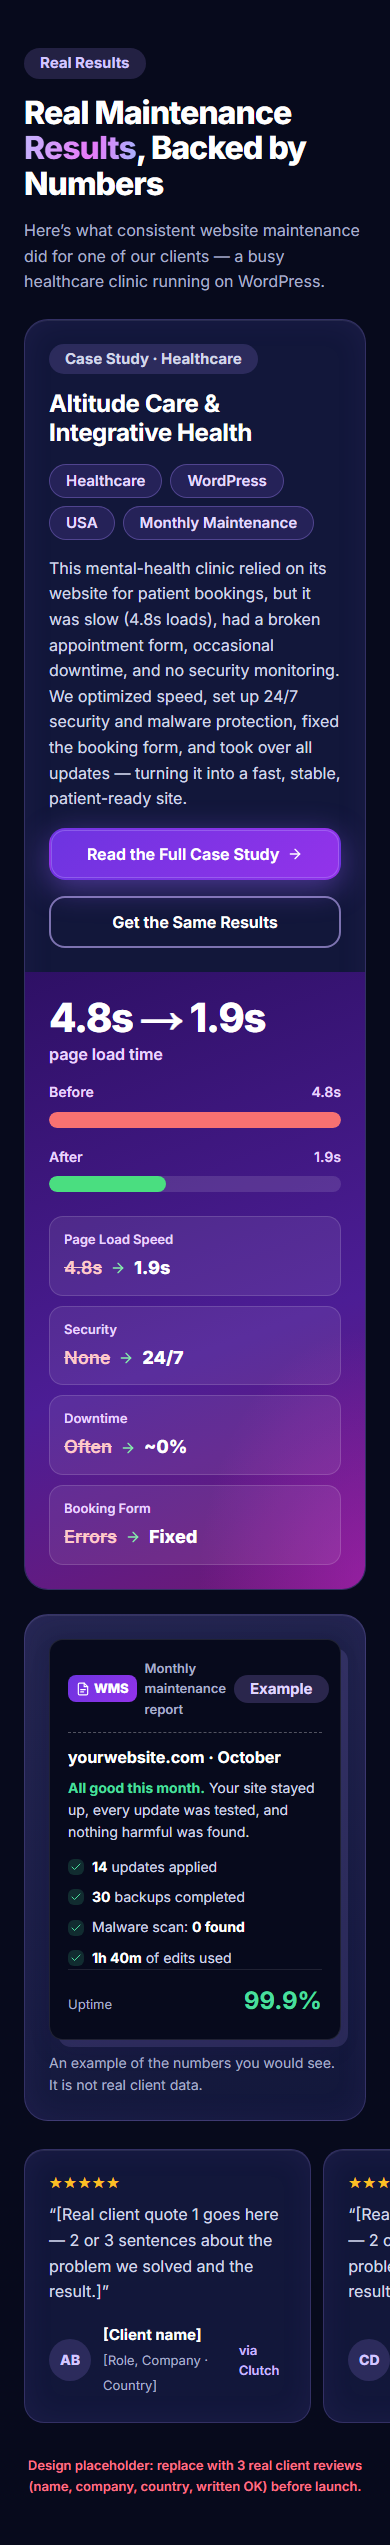 Real Results
Real Maintenance
Results, Backed by
Numbers
Here's what consistent website maintenance
did for one of our clients — a busy
healthcare clinic running on WordPress.
Case Study · Healthcare
Altitude Care &
Integrative Health
Healthcare
WordPress
USA
Monthly Maintenance
This mental-health clinic relied on its
website for patient bookings, but it
was slow (4.8s loads), had a broken
appointment form, occasional
downtime, and no security monitoring.
We optimized speed, set up 24/7
security and malware protection, fixed
the booking form, and took over all
updates — turning it into a fast, stable,
patient-ready site.
Read the Full Case Study →
Get the Same Results
4.8s → 1.9s
page load time
Before 4.8s
After 1.9s
Page Load Speed
4.8s → 1.9s
Security
None → 24/7
Downtime
Often → ~0%
Booking Form
Errors → Fixed
WMS
Monthly
maintenance
report
Example
yourwebsite.com · October
All good this month. Your site stayed
up, every update was tested, and
nothing harmful was found.
14 updates applied
30 backups completed
Malware scan: 0 found
1h 40m of edits used
Uptime 99.9%
An example of the numbers you would see.
It is not real client data.
★★★★★
“[Real client quote 1 goes here
— 2 or 3 sentences about the
problem we solved and the
result.]”
AB
[Client name]
[Role, Company ·
Country]
via
Clutch
“[Rea
— 2 o
proble
result
CD
Design placeholder: replace with 3 real client reviews
(name, company, country, written OK) before launch.